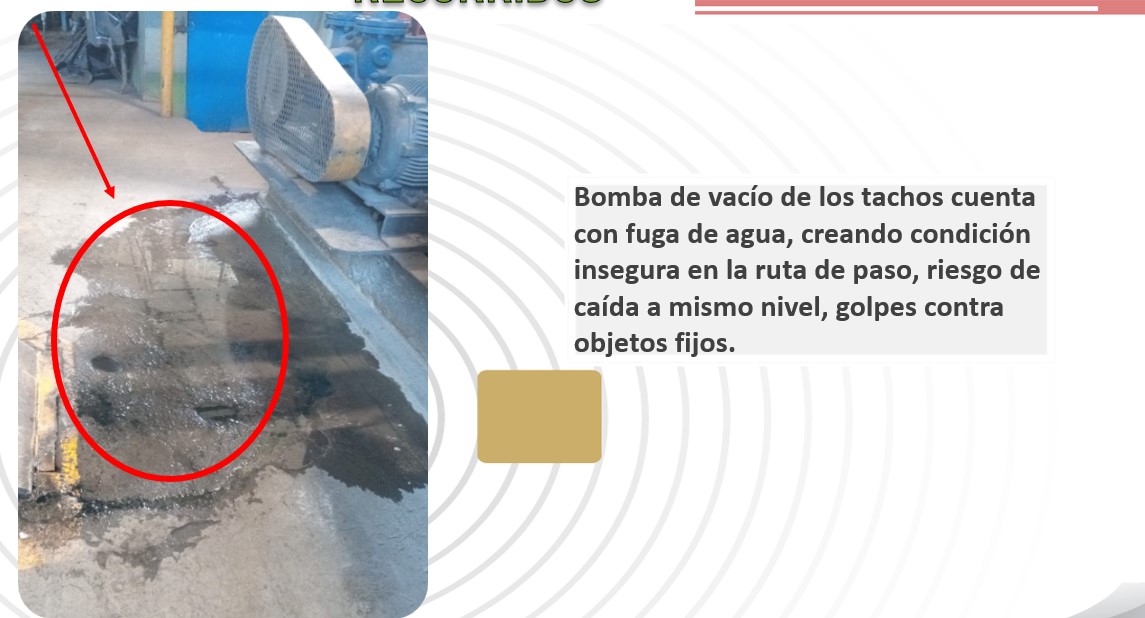 RECORRIDOS
Bomba de vacío de los tachos cuenta
con fuga de agua, creando condición
insegura en la ruta de paso, riesgo de
caída a mismo nivel, golpes contra
objetos fijos.